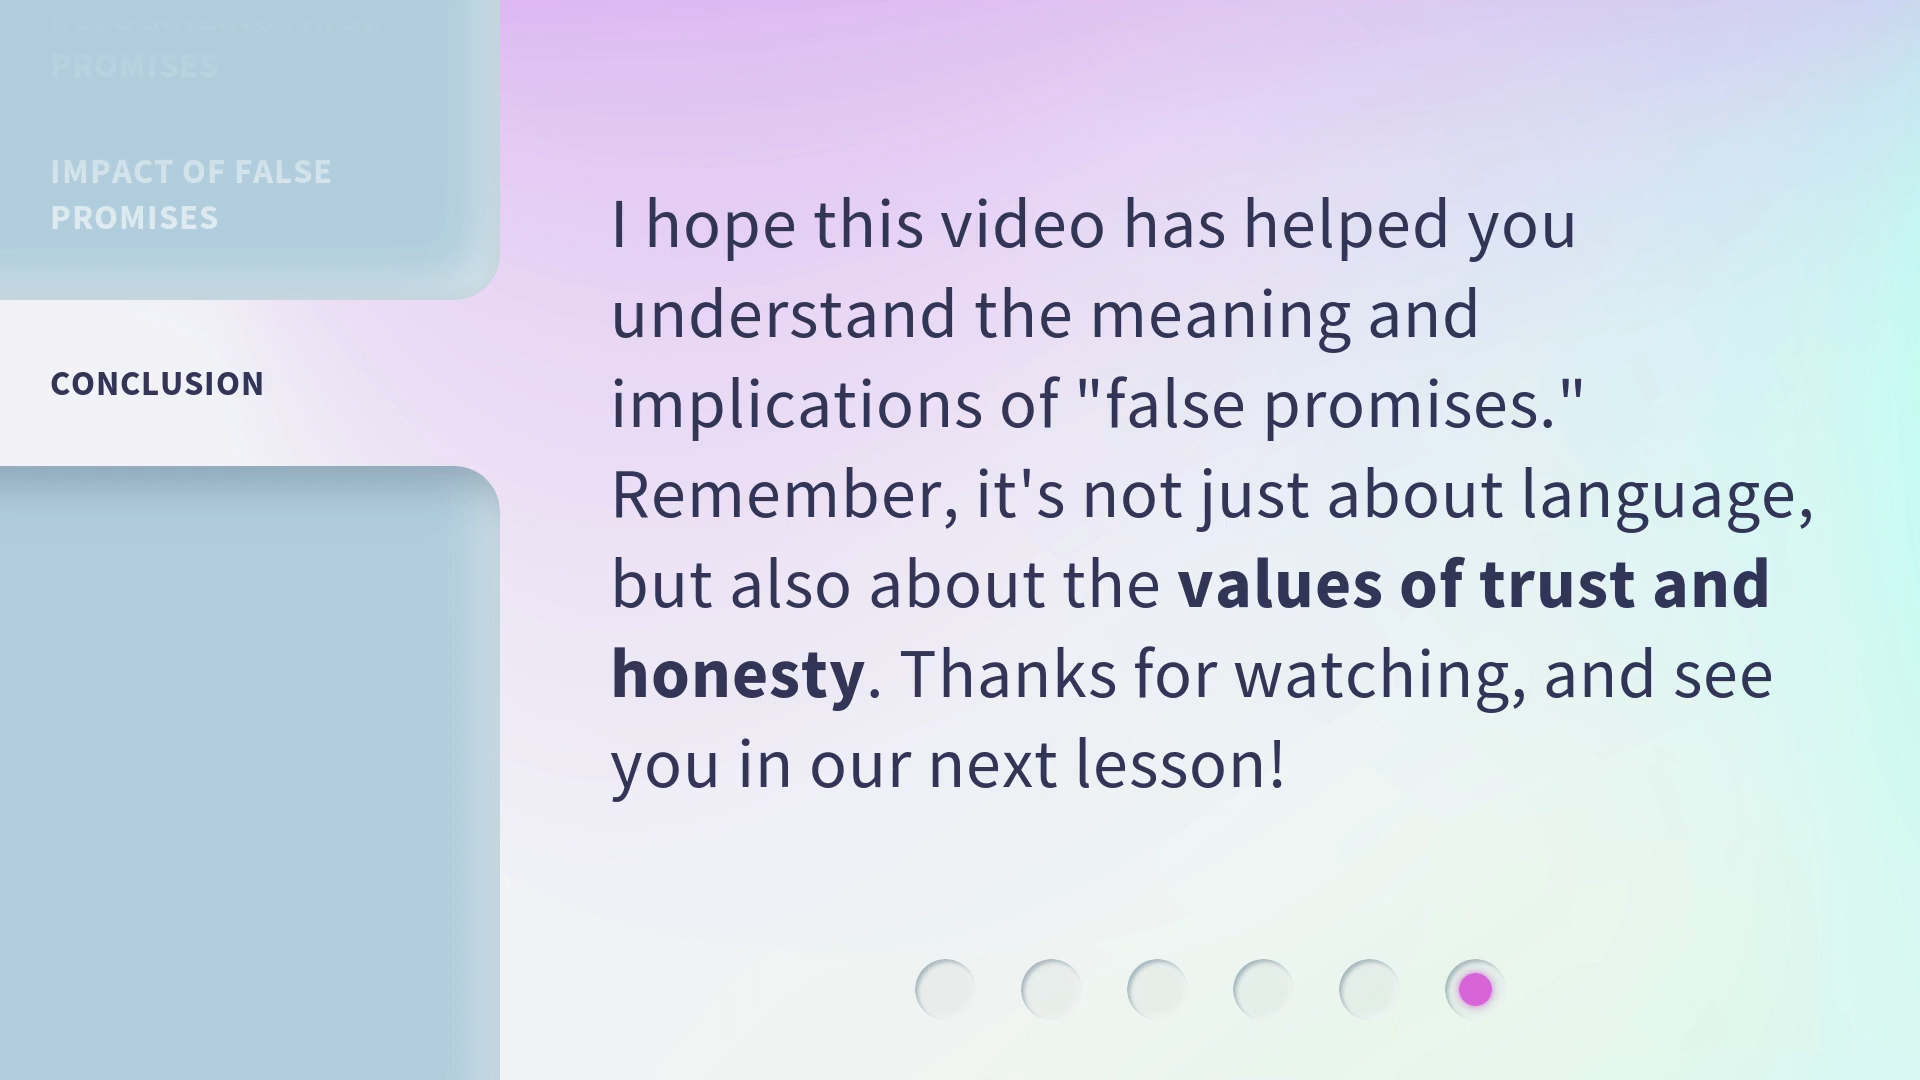 PROMISES
IMPACT OF FALSE
PROMISES
CONCLUSION
I hope this video has helped you
understand the meaning and
implications of "false promises."
Remember, it's not just about language,
but also about the values of trust and
honesty. Thanks for watching, and see
you in our next lesson!